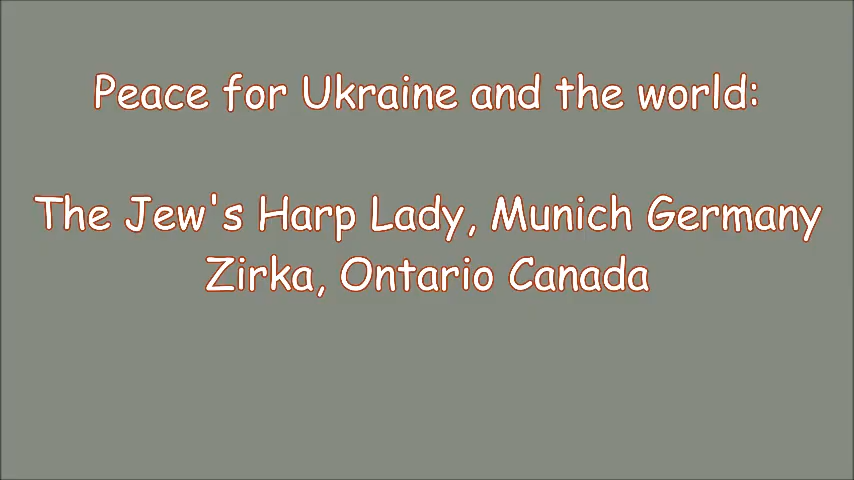 Peace for Ukraine and the world:
The Jew's Harp Lady, Munich Germany
Zirka, Ontario Canada